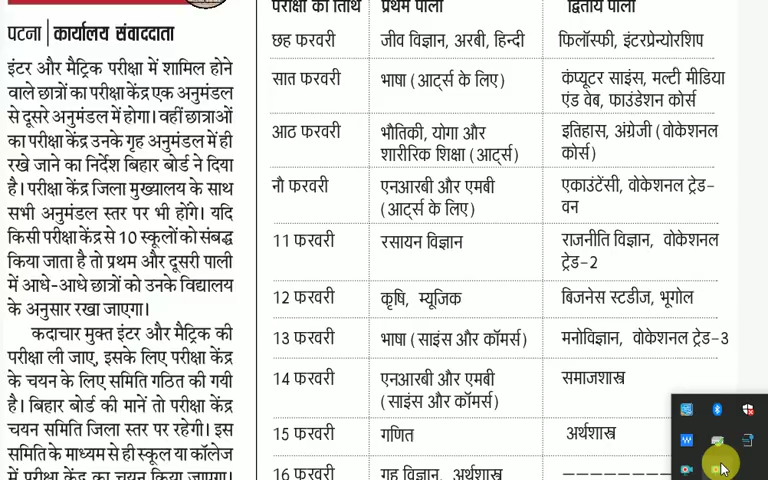 पटना | कार्यालय संवाददाता
इंटर और मैट्रिक परीक्षा में शामिल होने
वाले छात्रों का परीक्षा केंद्र एक अनुमंडल
से दूसरे अनुमंडल में होगा। वहीं छात्राओं
का परीक्षा केंद्र उनके गृह अनुमंडल में ही
रखे जाने का निर्देश बिहार बोर्ड ने दिया
है। परीक्षा केंद्र जिला मुख्यालय के साथ
सभी अनुमंडल स्तर पर भी होंगे। यदि
किसी परीक्षा केंद्र से 10 स्कूलों को संबद्ध
किया जाता है तो प्रथम और दूसरी पाली
में आधे-आधे छात्रों को उनके विद्यालय
के अनुसार रखा जाएगा।
कदाचार मुक्त इंटर और मैट्रिक की
परीक्षा ली जाए, इसके लिए परीक्षा केंद्र
के चयन के लिए समिति गठित की गयी
है। बिहार बोर्ड की मानें तो परीक्षा केंद्र
चयन समिति जिला स्तर पर रहेगी। इस
समिति के माध्यम से ही स्कूल या कॉलेज
में परीक्षा केंद्र का चयन किया जाएगा।
परीक्षा की तिथि प्रथम पाली द्वितीय पाली
छह फरवरी जीव विज्ञान, अरबी, हिन्दी फिलॉस्फी, इंटरप्रेन्योरशिप
सात फरवरी भाषा (आर्ट्स के लिए) कंप्यूटर साइंस, मल्टी मीडिया
एंड वेब, फाउंडेशन कोर्स
आठ फरवरी भौतिकी, योगा और इतिहास, अंग्रेजी (वोकेशनल
शारीरिक शिक्षा (आर्ट्स) कोर्स)
नौ फरवरी एनआरबी और एमबी एकाउंटेंसी, वोकेशनल ट्रेड-
(आर्ट्स के लिए) वन
11 फरवरी रसायन विज्ञान राजनीति विज्ञान, वोकेशनल
ट्रेड-2
12 फरवरी कृषि, म्यूजिक बिजनेस स्टडीज, भूगोल
13 फरवरी भाषा (साइंस और कॉमर्स) मनोविज्ञान, वोकेशनल ट्रेड-3
14 फरवरी एनआरबी और एमबी समाजशास्त्र
(साइंस और कॉमर्स)
15 फरवरी गणित अर्थशास्त्र
16 फरवरी गृह विज्ञान, अर्थशास्त्र ––––––––